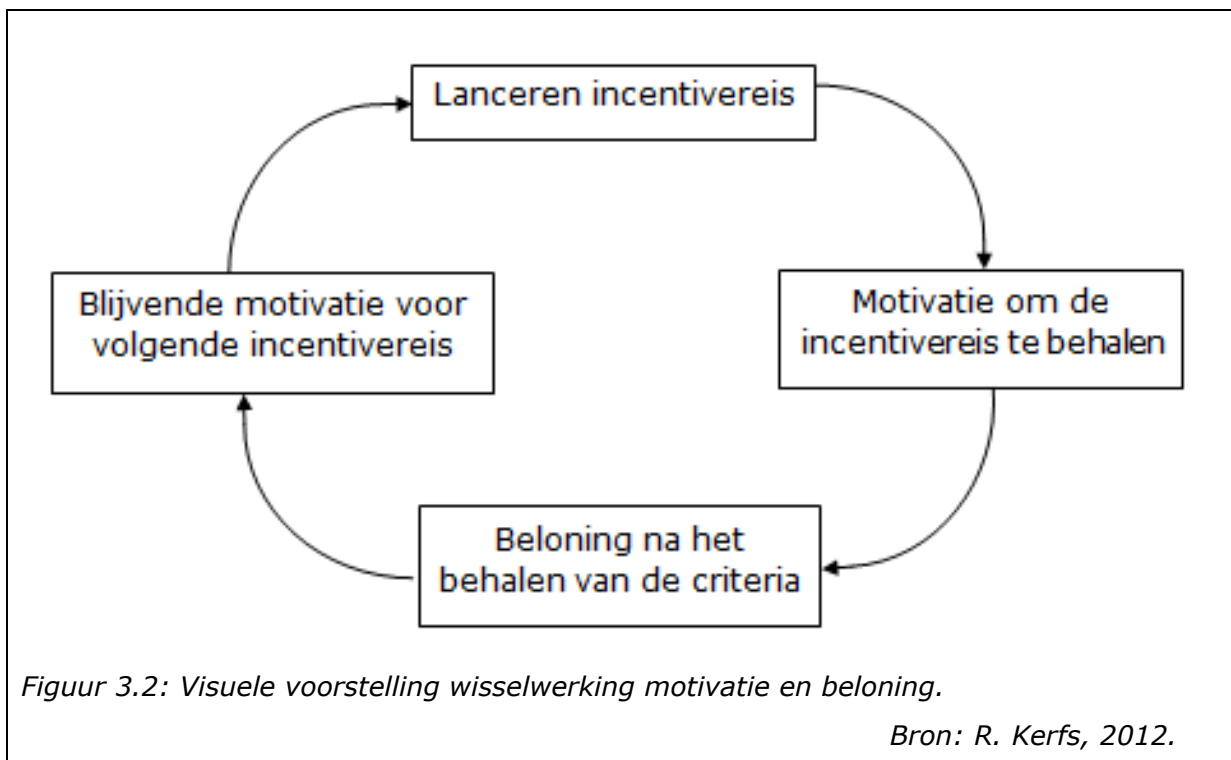 Lanceren incentivereis
Blijvende motivatie voor
volgende incentivereis
Motivatie om de
incentivereis te behalen
Beloning na het
behalen van de criteria
Figuur 3.2: Visuele voorstelling wisselwerking motivatie en beloning.
Bron: R. Kerfs, 2012.